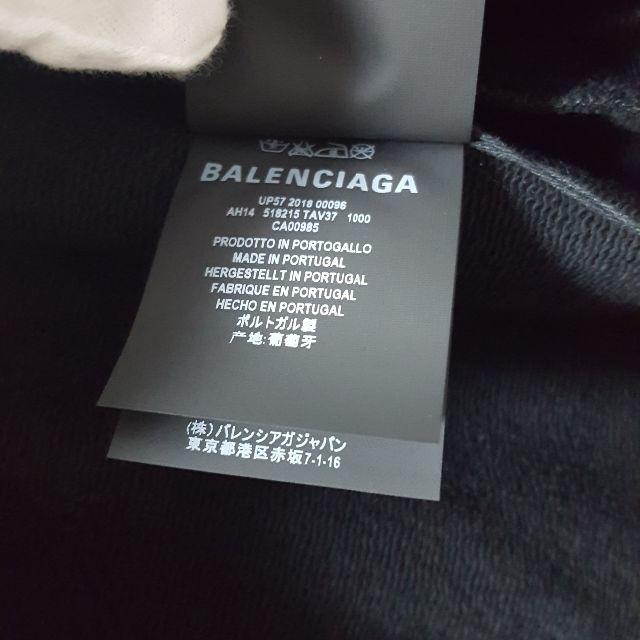 BALENCIAGA
UP57 2018 00096
AH14 518215 TAV37 1000
CA00985
PRODOTTO IN PORTOGALLO
MADE IN PORTUGAL
HERGESTELLT IN PORTUGAL
FABRIQUE EN PORTUGAL
HECHO EN PORTUGAL
ポルトガル製
产地:葡萄牙
(株)バレンシアガジャパン
東京都港区赤坂7-1-16